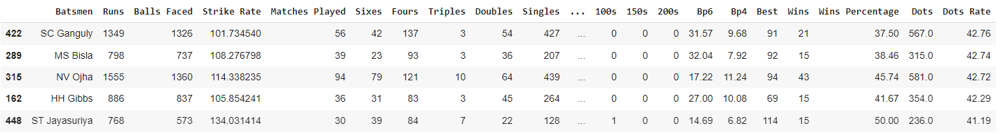 Batsmen Runs Balls Faced Strike Rate Matches Played Sixes Fours Triples Doubles Singles ... 100s 150s 200s Bp6 Bp4 Best Wins Wins Percentage Dots Dots Rate
422 SC Ganguly 1349 1326 101.734540 56 42 137 3 54 427 ... 0 0 0 31.57 9.68 91 21 37.50 567.0 42.76
289 MS Bisla 798 737 108.276798 39 23 93 3 36 207 ... 0 0 0 32.04 7.92 92 15 38.46 315.0 42.74
315 NV Ojha 1555 1360 114.338235 94 79 121 10 64 439 ... 0 0 0 17.22 11.24 94 43 45.74 581.0 42.72
162 HH Gibbs 886 837 105.854241 36 31 83 3 45 264 ... 0 0 0 27.00 10.08 69 15 41.67 354.0 42.29
448 ST Jayasuriya 768 573 134.031414 30 39 84 7 22 128 ... 1 0 0 14.69 6.82 114 15 50.00 236.0 41.19